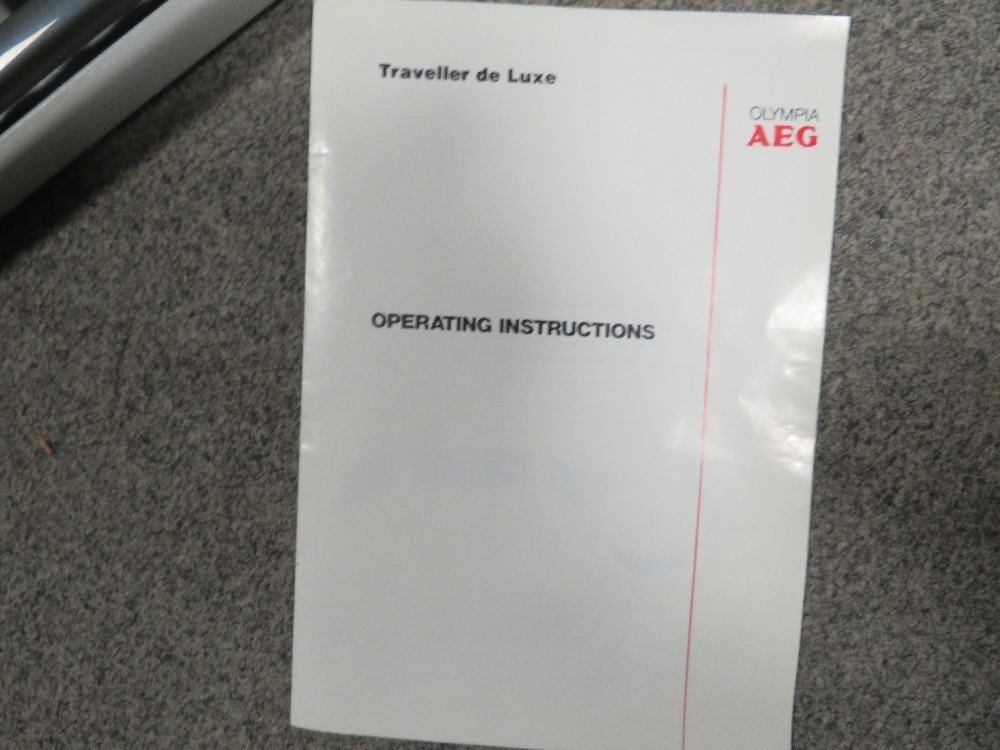 Traveller de Luxe
OLYMPIA
AEG
OPERATING INSTRUCTIONS